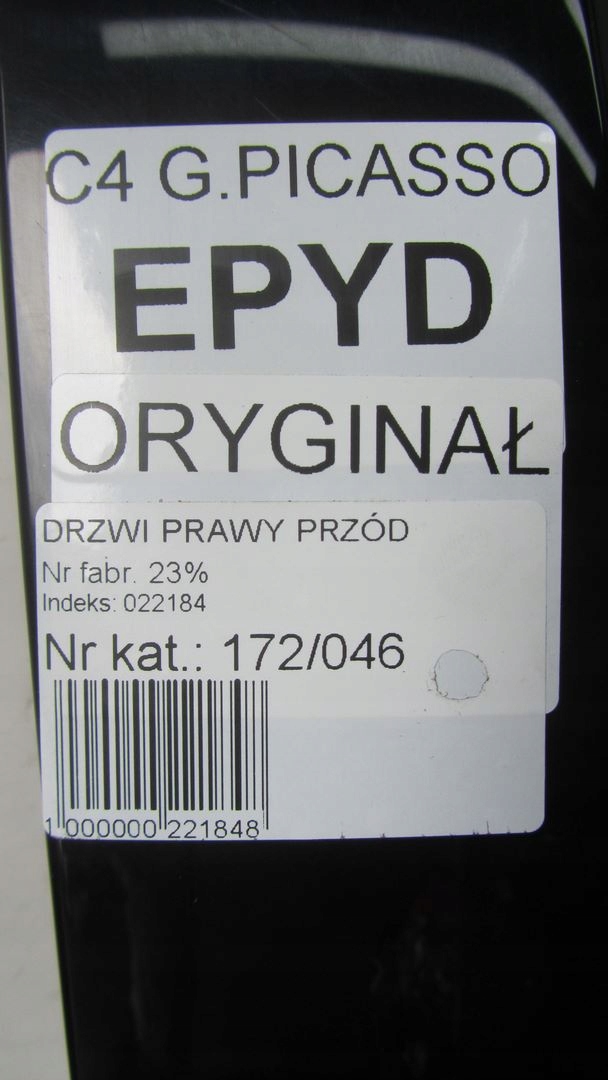 C4 G.PICASSO
EPYD
ORYGINAŁ
DRZWI PRAWY PRZÓD
Nr fabr. 23%
Indeks: 022184
Nr kat.: 172/046
1 000000 221848